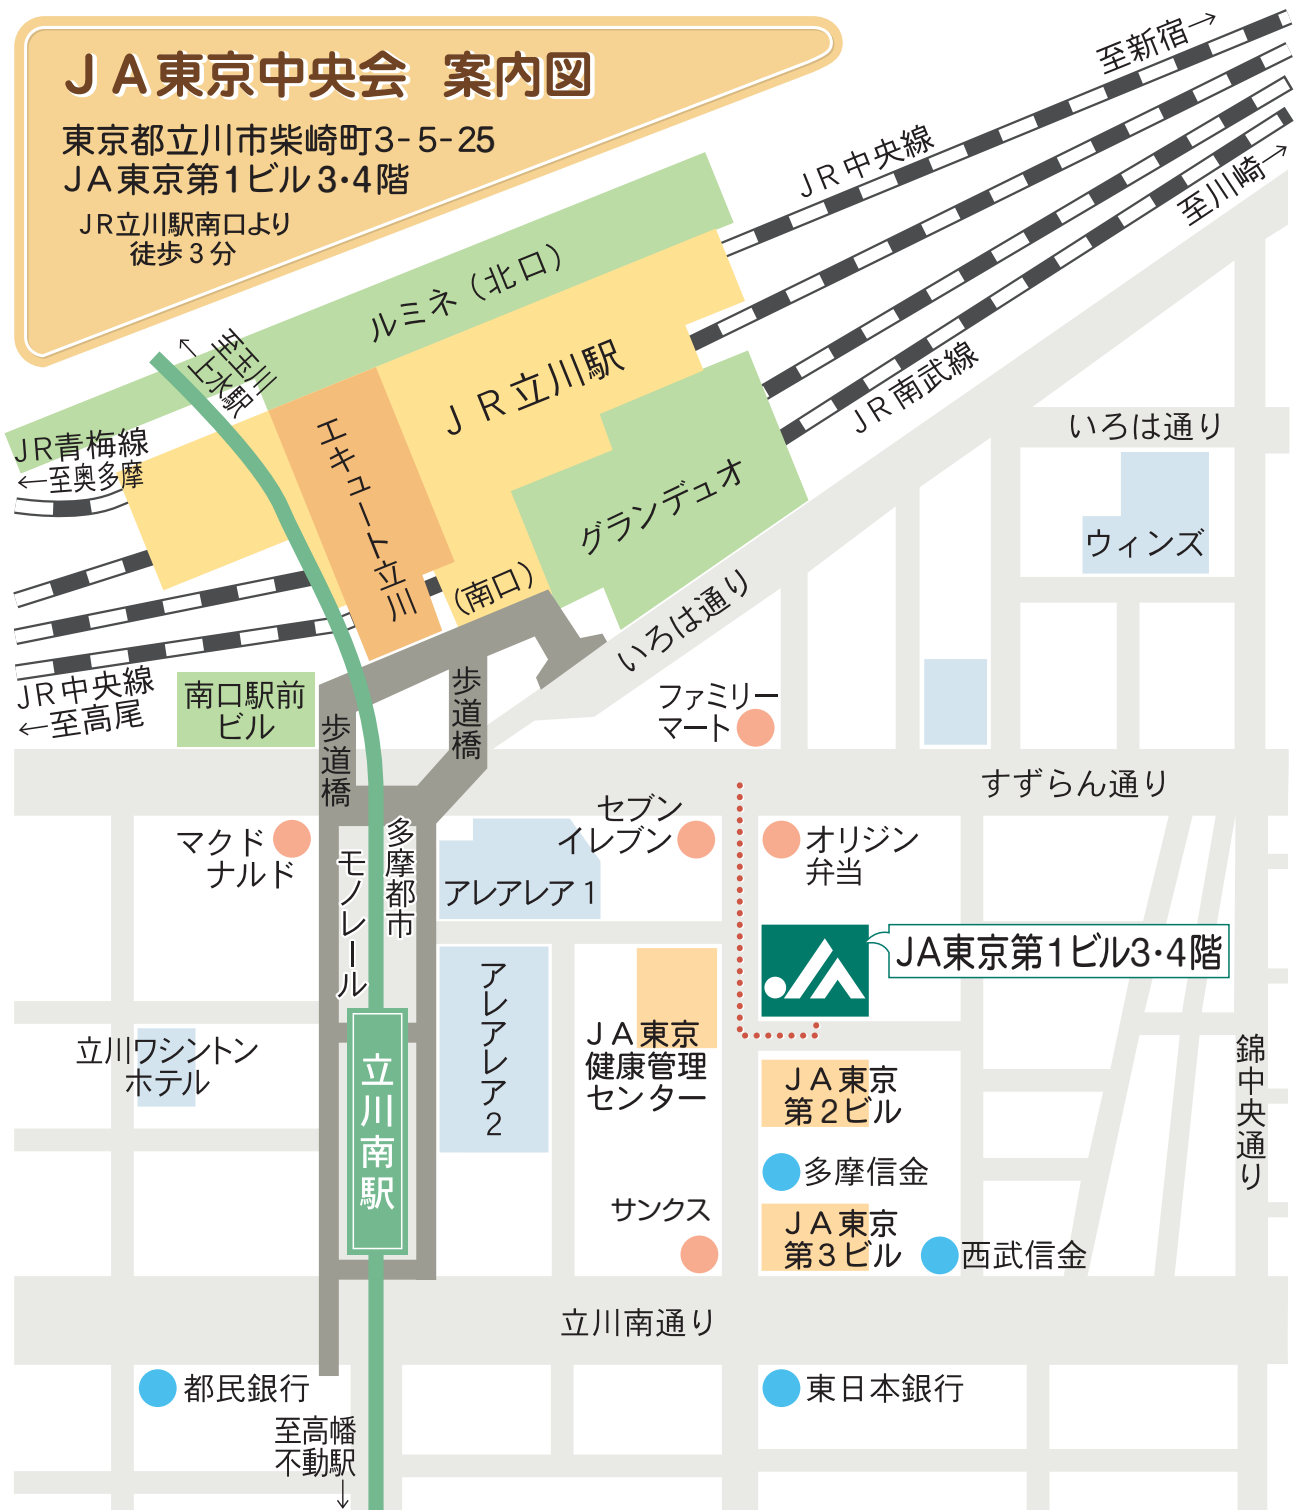 JA東京中央会　案内図
東京都立川市柴崎町3-5-25
JA東京第1ビル3・4階
JR立川駅南口より
徒歩3分
至新宿→
JR中央線
至川崎→
JR南武線
ルミネ（北口）
↑至玉川
上水駅
JR立川駅
エキュート立川
グランデュオ
（南口）
JR青梅線
←至奥多摩
いろは通り
ウィンズ
いろは通り
JR中央線
←至高尾
南口駅前
ビル
歩道橋
歩道橋
ファミリー
マート
すずらん通り
マクド
ナルド
多摩都市
モノレール
セブン
イレブン
アレアレア1
オリジン
弁当
JA
JA東京第1ビル3・4階
アレアレア2
JA東京
健康管理
センター
立川ワシントン
ホテル
立川南駅
JA東京
第2ビル
錦中央通り
多摩信金
サンクス
JA東京
第3ビル
西武信金
立川南通り
都民銀行
東日本銀行
至高幡
不動駅
↓